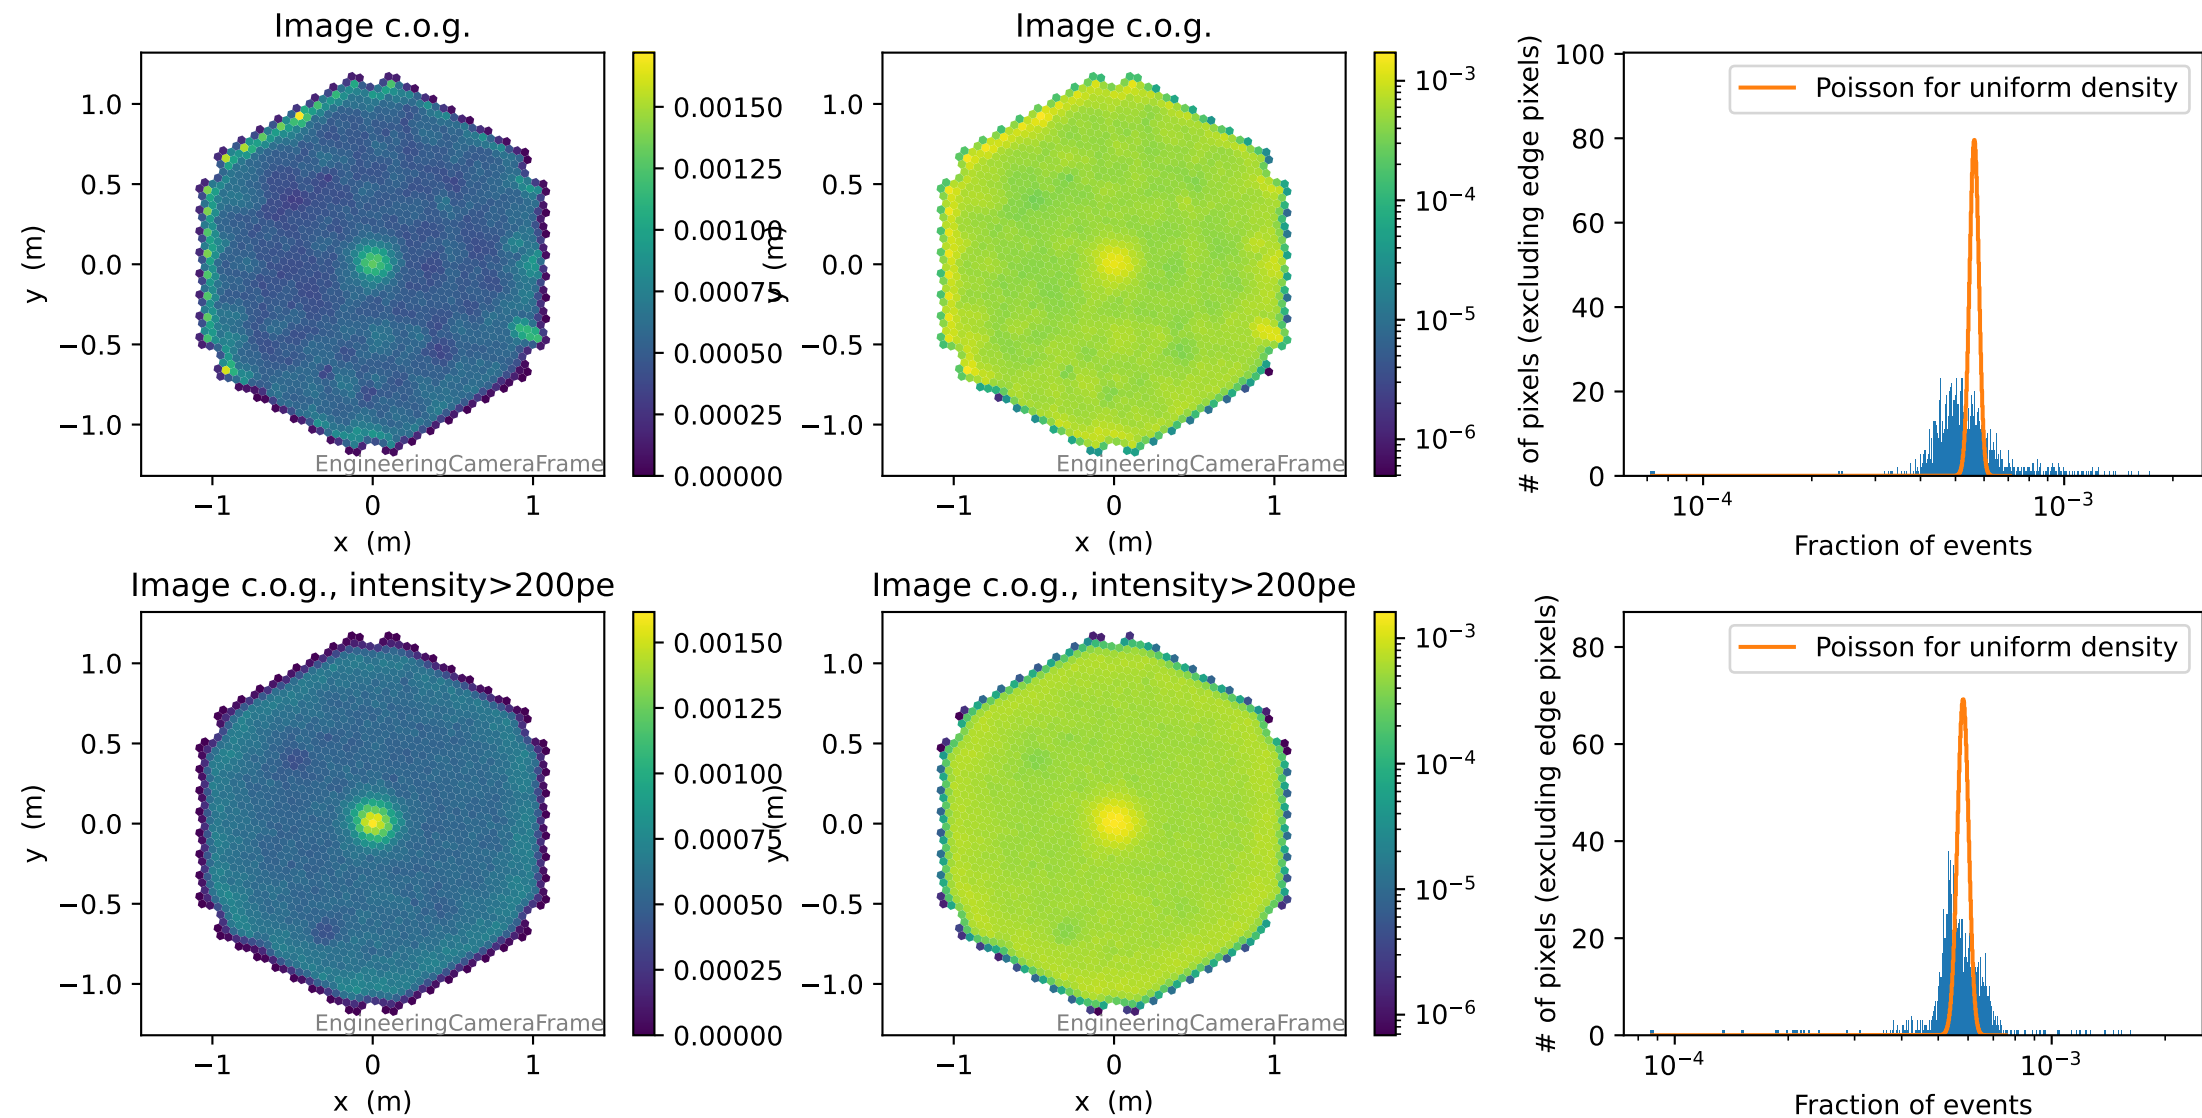 Image c.o.g.
1.0
0.5
0.0
−0.5
−1.0
y (m)
−1 0 1
x (m)
EngineeringCameraFrame
0.00150
0.00125
0.00100
0.00075
0.00050
0.00025
0.00000
Image c.o.g.
1.0
0.5
0.0
−0.5
−1.0
y (m)
−1 0 1
x (m)
EngineeringCameraFrame
10−3
10−4
10−5
10−6
# of pixels (excluding edge pixels)
100
80
60
40
20
0
Poisson for uniform density
10−4 10−3
Fraction of events
Image c.o.g., intensity>200pe
1.0
0.5
0.0
−0.5
−1.0
y (m)
−1 0 1
x (m)
EngineeringCameraFrame
0.00150
0.00125
0.00100
0.00075
0.00050
0.00025
0.00000
Image c.o.g., intensity>200pe
1.0
0.5
0.0
−0.5
−1.0
y (m)
−1 0 1
x (m)
EngineeringCameraFrame
10−3
10−4
10−5
10−6
# of pixels (excluding edge pixels)
80
60
40
20
0
Poisson for uniform density
10−4 10−3
Fraction of events